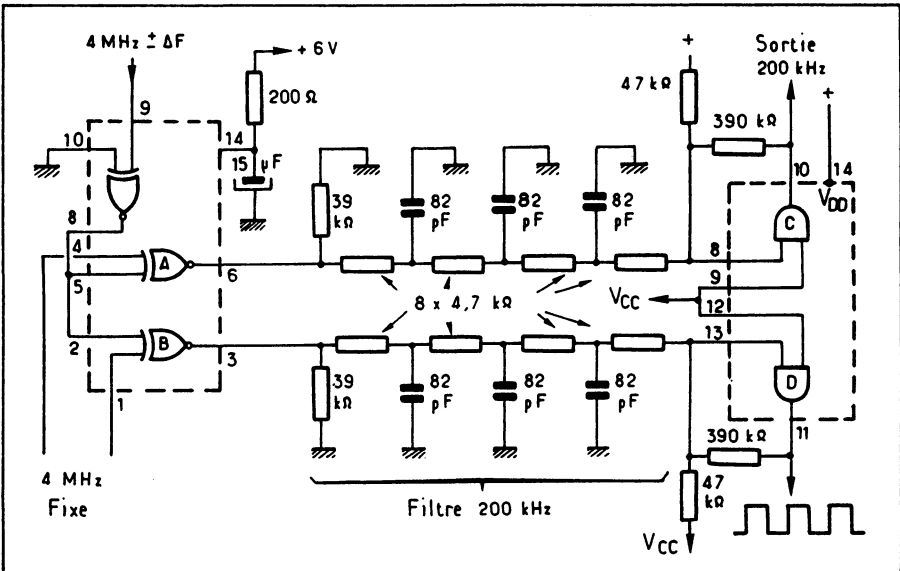 4 MHz ± ΔF
+ 6 V
200 Ω
9
10
14
15 µF
8
4
5
A
6
2
B
3
1
4 MHz
Fixe
39
kΩ
82
pF
82
pF
82
pF
8 x 4,7 kΩ
39
kΩ
82
pF
82
pF
82
pF
Filtre 200 kHz
+
47 kΩ
Sortie
200 kHz
+
390 kΩ
10
14
VDD
C
8
9
VCC
12
13
D
11
390 kΩ
47
kΩ
VCC